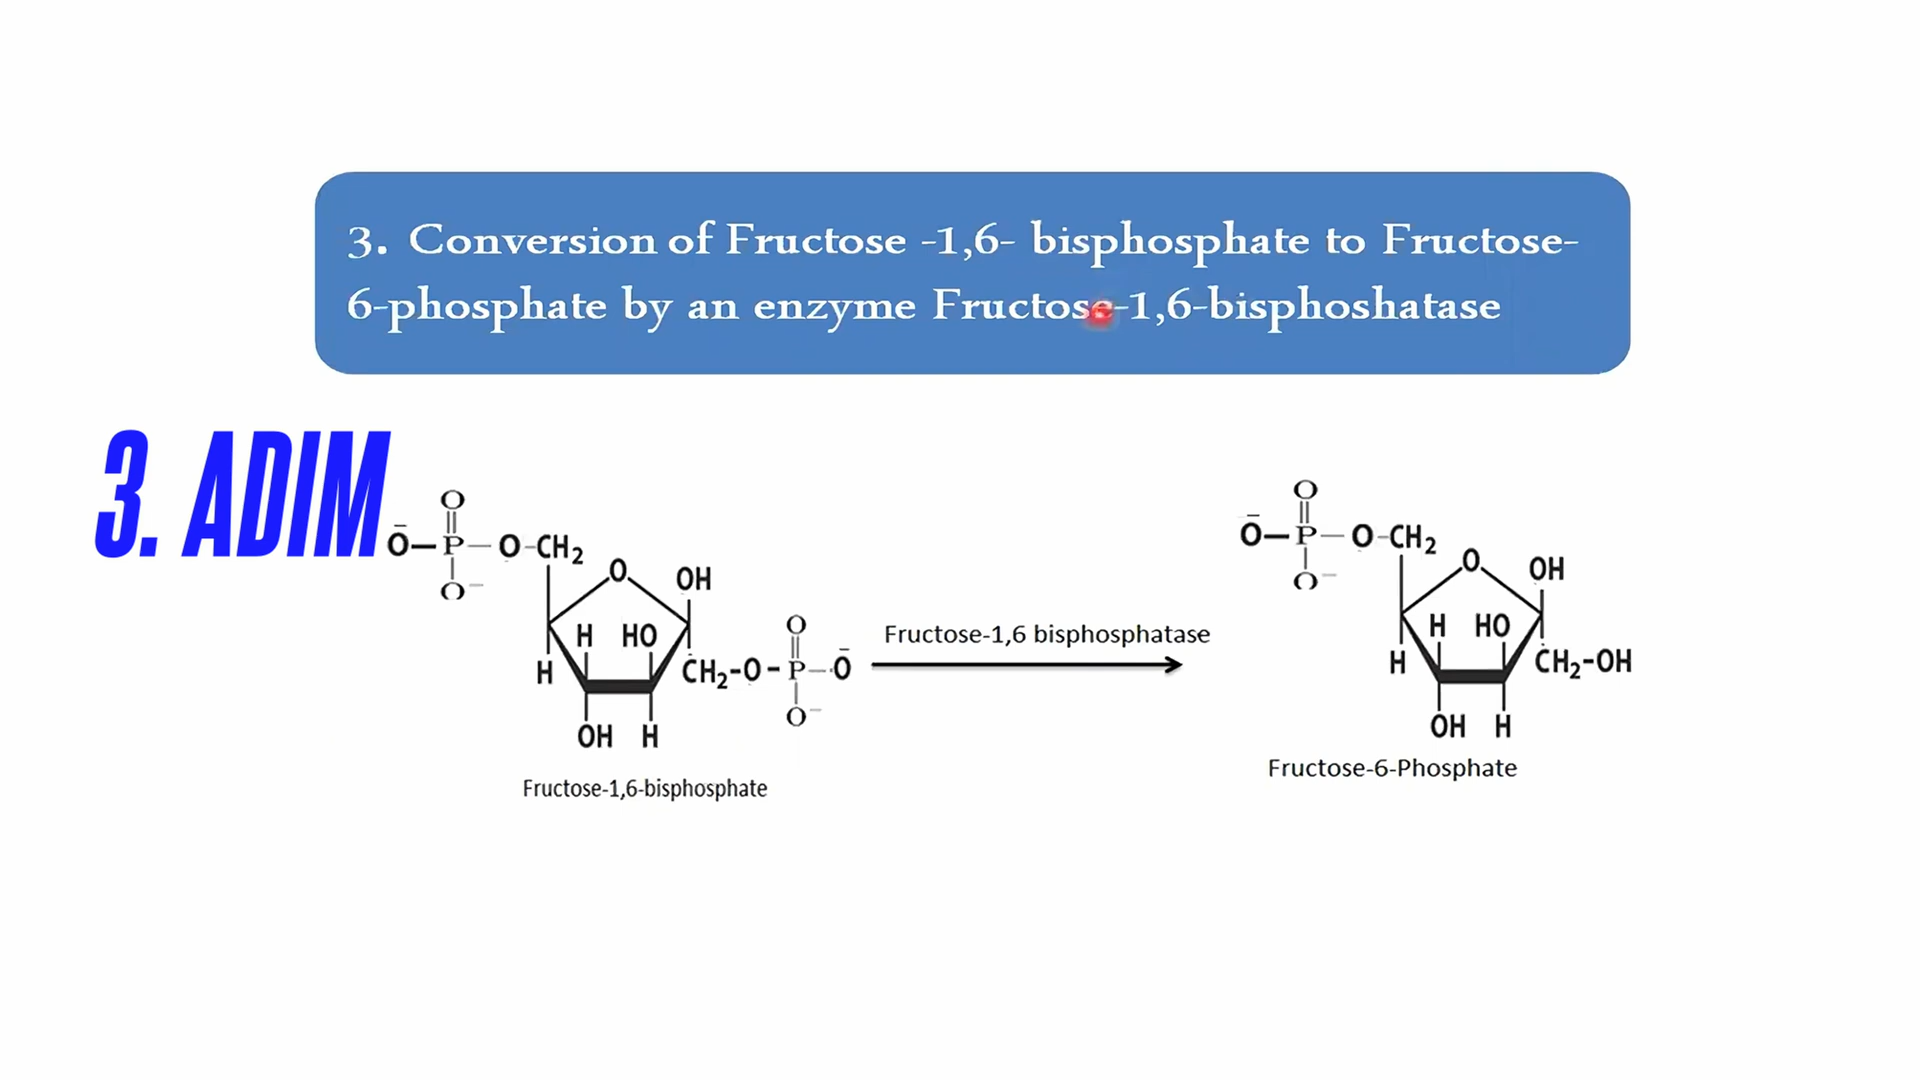 3. Conversion of Fructose -1,6- bisphosphate to Fructose-
6-phosphate by an enzyme Fructose-1,6-bisphoshatase
3. ADIM
O
Ō—P—O-CH₂
O⁻
O
OH
H HO
H
OH H
CH₂-O-P-Ō
O
O⁻
Fructose-1,6-bisphosphate
Fructose-1,6 bisphosphatase
O
Ō—P—O-CH₂
O⁻
O
OH
H HO
H
CH₂-OH
OH H
Fructose-6-Phosphate